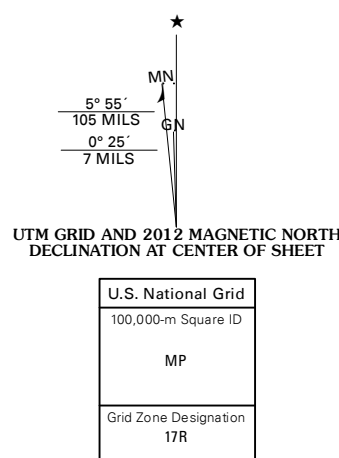 ★
MN
5° 55´
105 MILS
GN
0° 25´
7 MILS
UTM GRID AND 2012 MAGNETIC NORTH
DECLINATION AT CENTER OF SHEET
U.S. National Grid
100,000-m Square ID
MP
Grid Zone Designation
17R